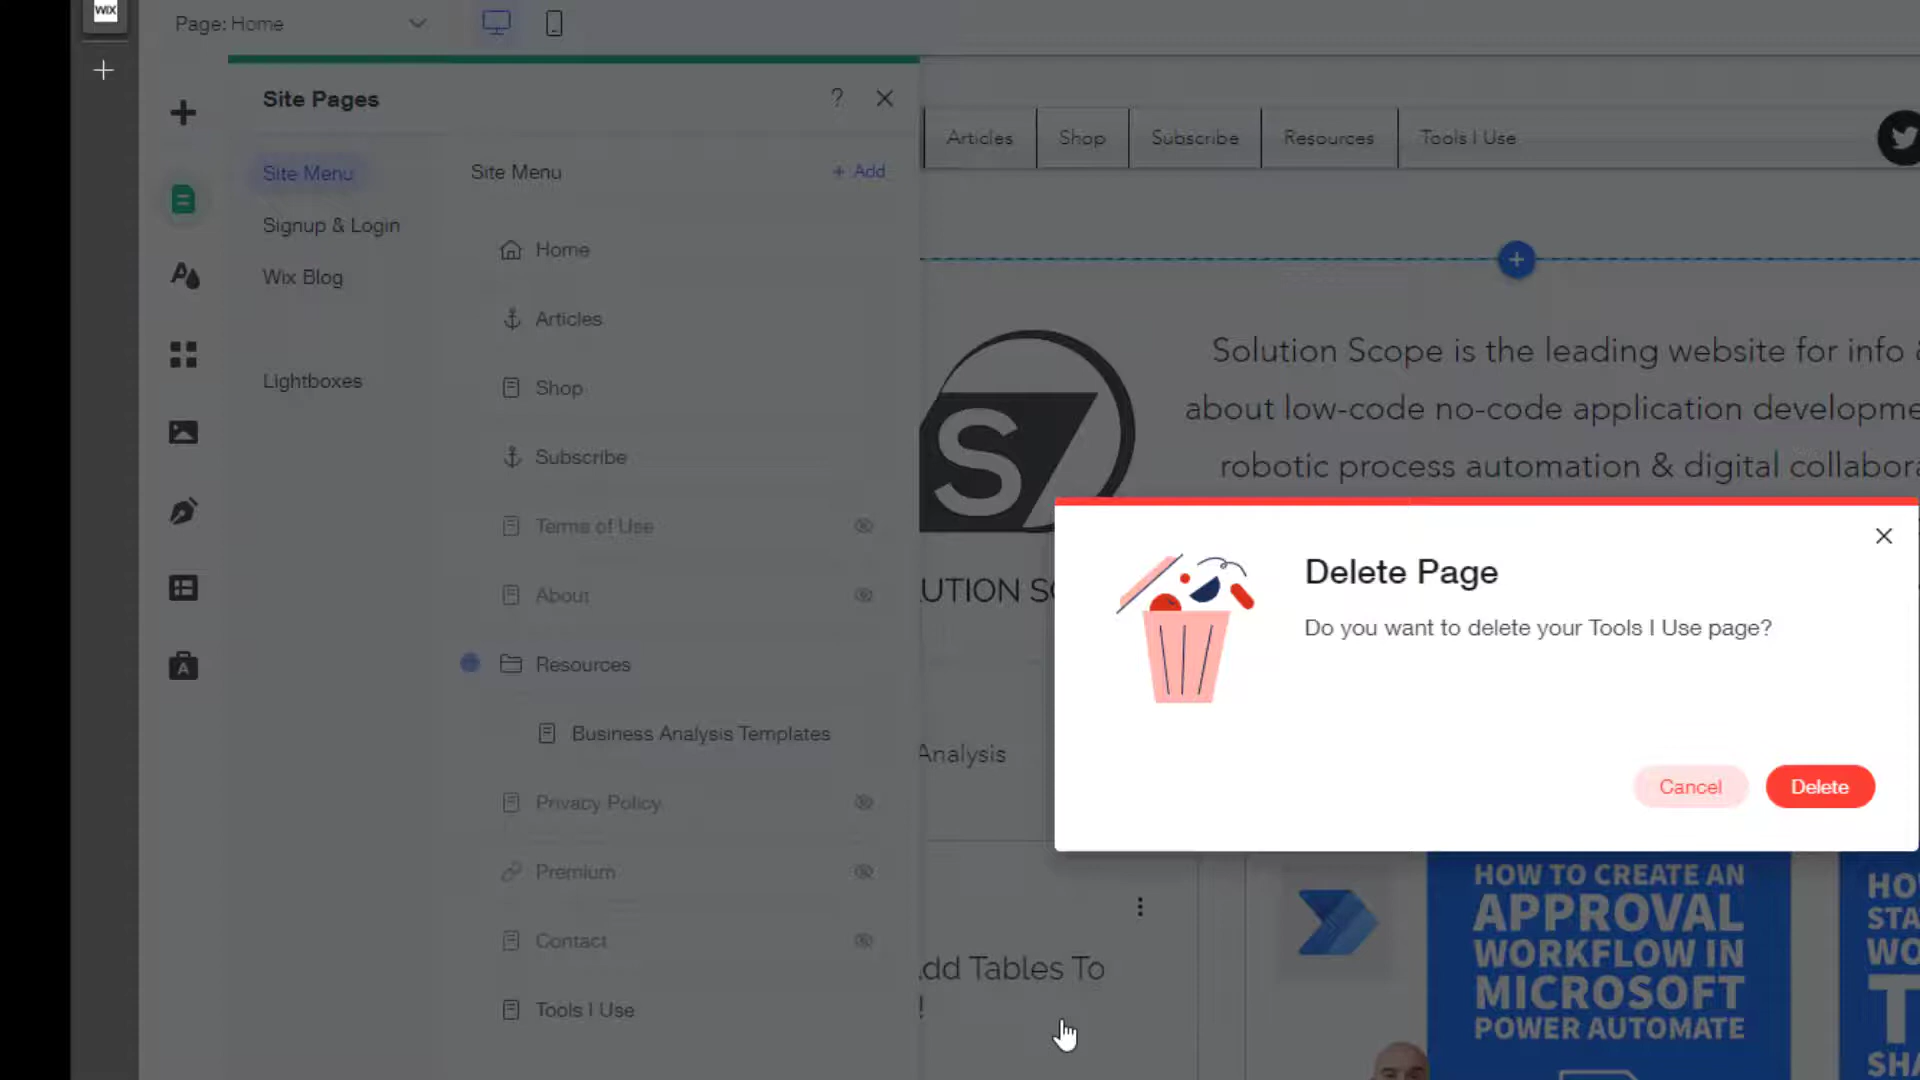 WIX
Page: Home
Site Pages
?
Site Menu
Signup & Login
Wix Blog
Lightboxes
Site Menu
+ Add
Home
Articles
Shop
Subscribe
Terms of Use
About
Resources
Business Analysis Templates
Privacy Policy
Premium
Contact
Tools I Use
Articles
Shop
Subscribe
Resources
Tools I Use
Solution Scope is the leading website for info
about low-code no-code application developme
robotic process automation & digital collabora
S
LUTION S
Analysis
dd Tables To
!
Delete Page
Do you want to delete your Tools I Use page?
Cancel
Delete
HOW TO CREATE AN
APPROVAL
WORKFLOW IN
MICROSOFT
POWER AUTOMATE
HO
STA
WO
T
SHA
A